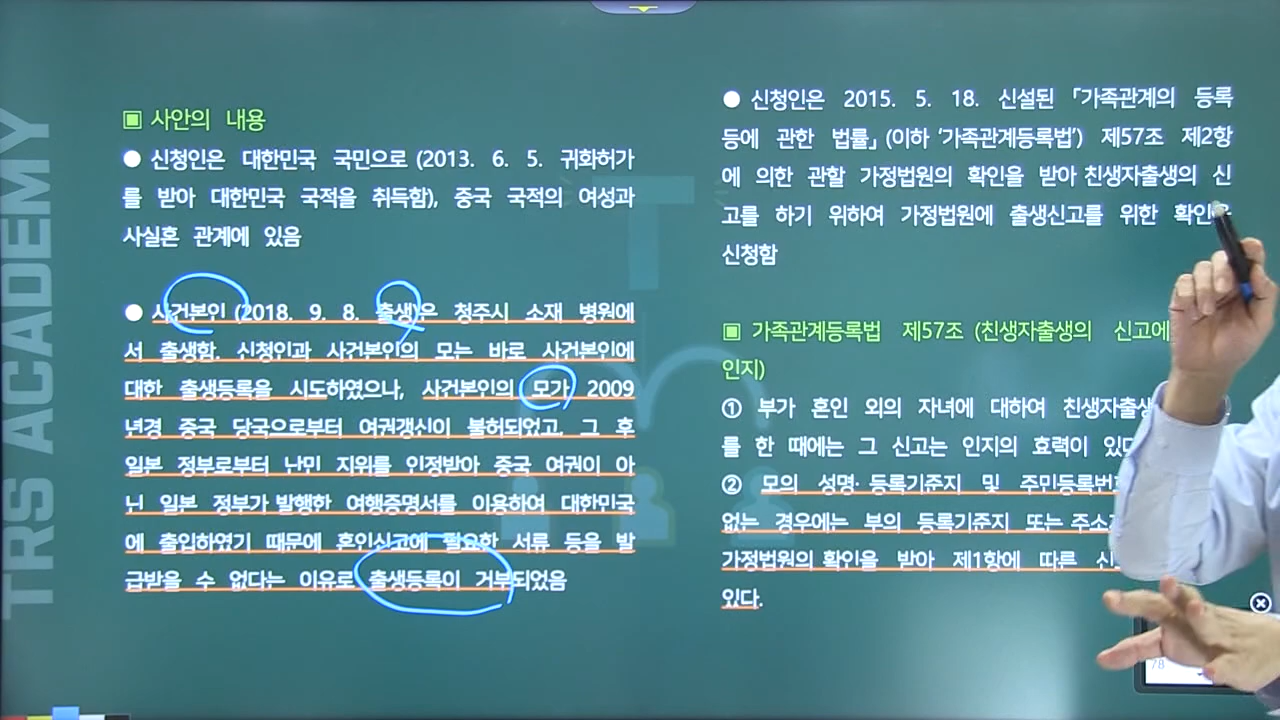 TRS ACADEMY
▣ 사안의 내용
● 신청인은 대한민국 국민으로 (2013. 6. 5. 귀화허가
를 받아 대한민국 국적을 취득함), 중국 국적의 여성과
사실혼 관계에 있음
● 사건본인 (2018. 9. 8. 출생)은 청주시 소재 병원에
서 출생함. 신청인과 사건본인의 모는 바로 사건본인에
대한 출생등록을 시도하였으나, 사건본인의 모가 2009
년경 중국 당국으로부터 여권갱신이 불허되었고, 그 후
일본 정부로부터 난민 지위를 인정받아 중국 여권이 아
닌 일본 정부가 발행한 여행증명서를 이용하여 대한민국
에 출입하였기 때문에 혼인신고에 필요한 서류 등을 발
급받을 수 없다는 이유로 출생등록이 거부되었음
● 신청인은 2015. 5. 18. 신설된 「가족관계의 등록
등에 관한 법률」(이하 '가족관계등록법') 제57조 제2항
에 의한 관할 가정법원의 확인을 받아 친생자출생의 신
고를 하기 위하여 가정법원에 출생신고를 위한 확인
신청함
▣ 가족관계등록법 제57조 (친생자출생의 신고에
인지)
① 부가 혼인 외의 자녀에 대하여 친생자출생
를 한 때에는 그 신고는 인지의 효력이
② 모의 성명· 등록기준지 및 주민등록번호
없는 경우에는 부의 등록기준지 또는 주소
가정법원의 확인을 받아 제1항에 따른
있다.
78